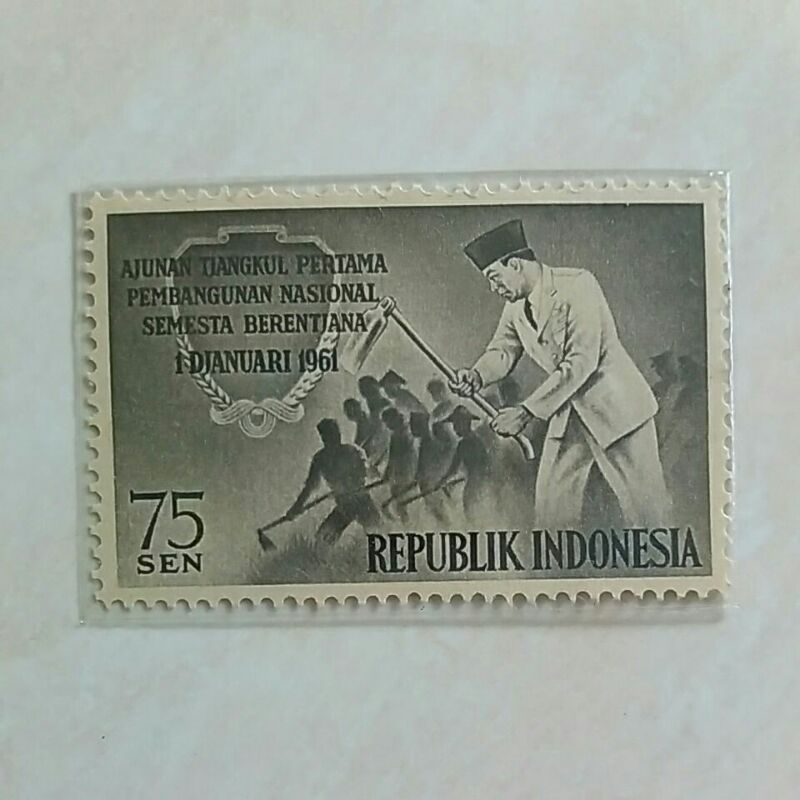 AJUNAN TJANGKUL PERTAMA
PEMBANGUNAN NASIONAL
SEMESTA BERENTJANA
1 DJANUARI 1961
75
SEN
REPUBLIK INDONESIA